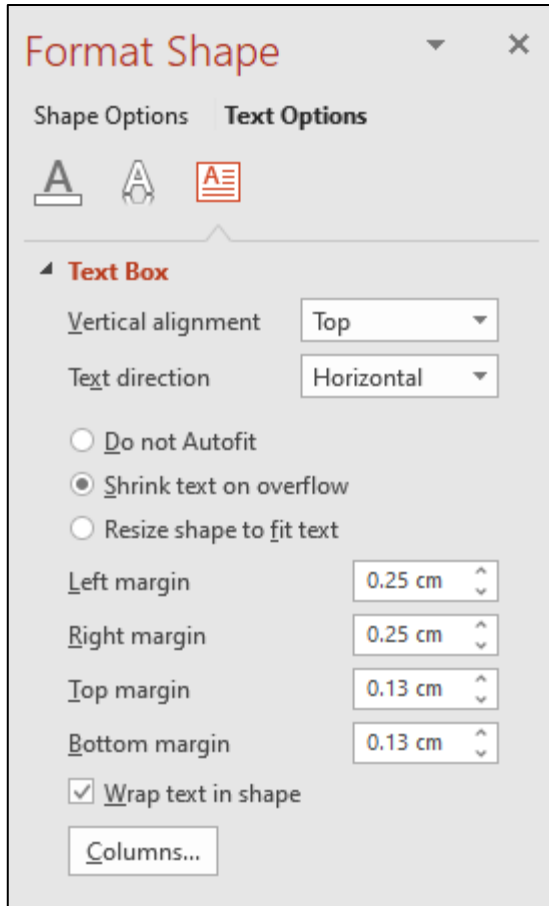 Format Shape
Shape Options Text Options
A A A
Text Box
Vertical alignment Top
Text direction Horizontal
Do not Autofit
Shrink text on overflow
Resize shape to fit text
Left margin 0.25 cm
Right margin 0.25 cm
Top margin 0.13 cm
Bottom margin 0.13 cm
Wrap text in shape
Columns...